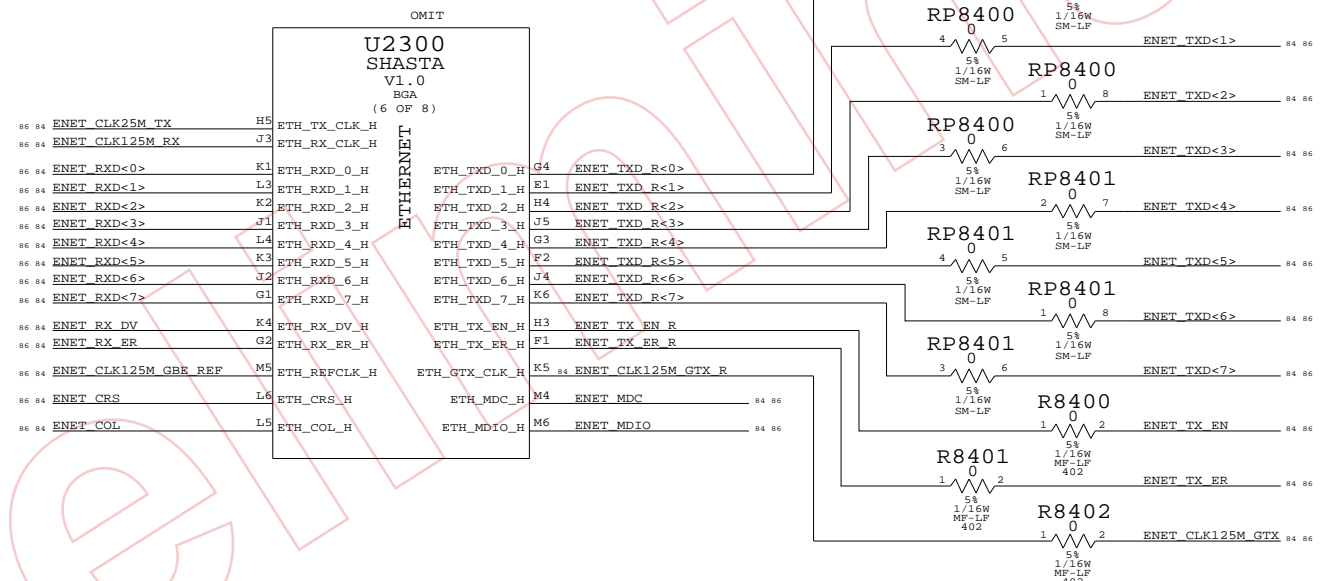 OMIT
U2300
SHASTA
V1.0
BGA
(6 OF 8)
ETHERNET
86 84 ENET_CLK25M_TX H5 ETH_TX_CLK_H
86 84 ENET_CLK125M_RX J3 ETH_RX_CLK_H
86 84 ENET_RXD<0> K1 ETH_RXD_0_H
86 84 ENET_RXD<1> L3 ETH_RXD_1_H
86 84 ENET_RXD<2> K2 ETH_RXD_2_H
86 84 ENET_RXD<3> J1 ETH_RXD_3_H
86 84 ENET_RXD<4> L4 ETH_RXD_4_H
86 84 ENET_RXD<5> K3 ETH_RXD_5_H
86 84 ENET_RXD<6> J2 ETH_RXD_6_H
86 84 ENET_RXD<7> G1 ETH_RXD_7_H
86 84 ENET_RX_DV K4 ETH_RX_DV_H
86 84 ENET_RX_ER G2 ETH_RX_ER_H
86 84 ENET_CLK125M_GBE_REF M5 ETH_REFCLK_H
86 84 ENET_CRS L6 ETH_CRS_H
86 84 ENET_COL L5 ETH_COL_H
ETH_TXD_0_H G4 ENET_TXD_R<0>
ETH_TXD_1_H E1 ENET_TXD_R<1>
ETH_TXD_2_H H4 ENET_TXD_R<2>
ETH_TXD_3_H J5 ENET_TXD_R<3>
ETH_TXD_4_H G3 ENET_TXD_R<4>
ETH_TXD_5_H F2 ENET_TXD_R<5>
ETH_TXD_6_H J4 ENET_TXD_R<6>
ETH_TXD_7_H K6 ENET_TXD_R<7>
ETH_TX_EN_H H3 ENET_TX_EN_R
ETH_TX_ER_H F1 ENET_TX_ER_R
ETH_GTX_CLK_H K5 84 ENET_CLK125M_GTX_R
ETH_MDC_H M4 ENET_MDC 84 86
ETH_MDIO_H M6 ENET_MDIO 84 86
5%
1/16W
SM-LF
RP8400
0
4 5 ENET_TXD<1> 84 86
5%
1/16W
SM-LF
RP8400
0
1 8 ENET_TXD<2> 84 86
5%
1/16W
SM-LF
RP8400
0
3 6 ENET_TXD<3> 84 86
5%
1/16W
SM-LF
RP8401
0
2 7 ENET_TXD<4> 84 86
5%
1/16W
SM-LF
RP8401
0
4 5 ENET_TXD<5> 84 86
5%
1/16W
SM-LF
RP8401
0
1 8 ENET_TXD<6> 84 86
5%
1/16W
SM-LF
RP8401
0
3 6 ENET_TXD<7> 84 86
5%
1/16W
SM-LF
R8400
0
1 2 ENET_TX_EN 84 86
5%
1/16W
MF-LF
402
R8401
0
1 2 ENET_TX_ER 84 86
5%
1/16W
MF-LF
402
R8402
0
1 2 ENET_CLK125M_GTX 84 86
5%
1/16W
MF-LF
402